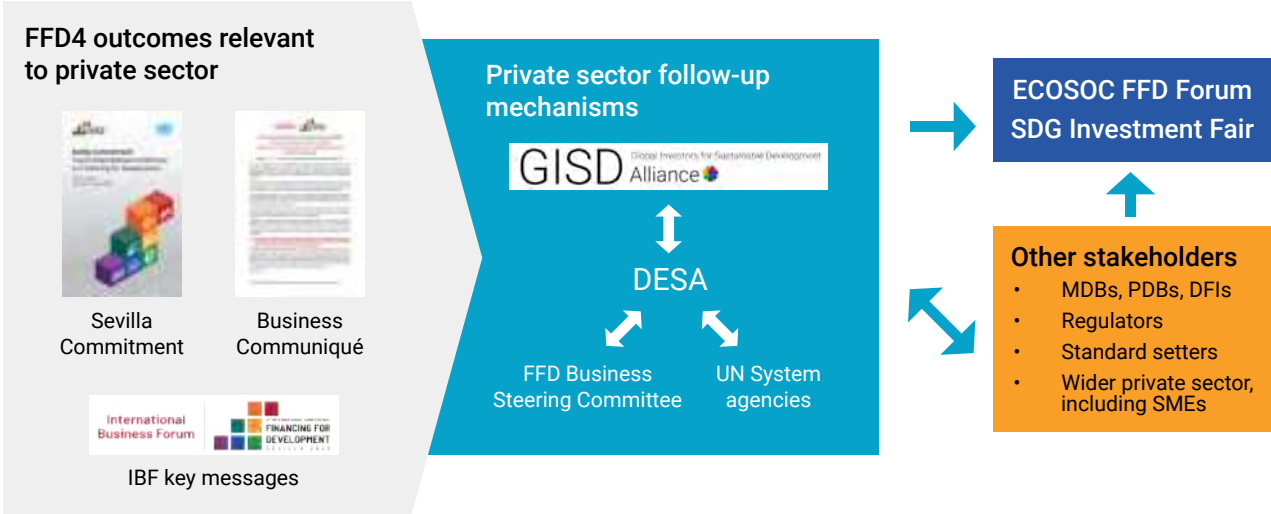 FFD4 outcomes relevant
to private sector
Sevilla
Commitment
Business
Communiqué
International
Business Forum
FINANCING FOR
DEVELOPMENT
IBF key messages
Private sector follow-up
mechanisms
GISD
Global Investors for Sustainable Development
Alliance
DESA
FFD Business
Steering Committee
UN System
agencies
ECOSOC FFD Forum
SDG Investment Fair
Other stakeholders
• MDBs, PDBs, DFIs
• Regulators
• Standard setters
• Wider private sector,
including SMEs